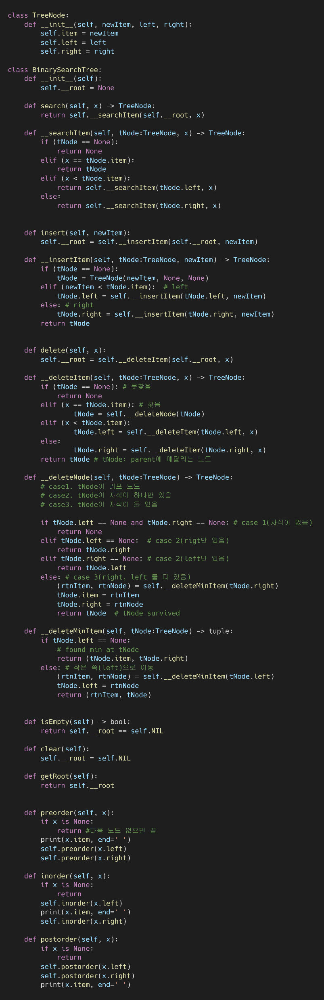 class TreeNode:
    def __init__(self, newItem, left, right):
        self.item = newItem
        self.left = left
        self.right = right

class BinarySearchTree:
    def __init__(self):
        self.__root = None

    def search(self, x) -> TreeNode:
        return self.__searchItem(self.__root, x)

    def __searchItem(self, tNode:TreeNode, x) -> TreeNode:
        if (tNode == None):
            return None
        elif (x == tNode.item):
            return tNode
        elif (x < tNode.item):
            return self.__searchItem(tNode.left, x)
        else:
            return self.__searchItem(tNode.right, x)


    def insert(self, newItem):
        self.__root = self.__insertItem(self.__root, newItem)

    def __insertItem(self, tNode:TreeNode, newItem) -> TreeNode:
        if (tNode == None):
            tNode = TreeNode(newItem, None, None)
        elif (newItem < tNode.item):  # left
            tNode.left = self.__insertItem(tNode.left, newItem)
        else: # right
            tNode.right = self.__insertItem(tNode.right, newItem)
        return tNode


    def delete(self, x):
        self.__root = self.__deleteItem(self.__root, x)

    def __deleteItem(self, tNode:TreeNode, x) -> TreeNode:
        if (tNode == None): # 못찾음
            return None
        elif (x == tNode.item): # 찾음
                tNode = self.__deleteNode(tNode)
        elif (x < tNode.item):
                tNode.left = self.__deleteItem(tNode.left, x)
        else:
                tNode.right = self.__deleteItem(tNode.right, x)
        return tNode # tNode: parent에 매달리는 노드

    def __deleteNode(self, tNode:TreeNode) -> TreeNode:
        # case1. tNode이 리프 노드
        # case2. tNode이 자식이 하나만 있음
        # case3. tNode이 자식이 둘 있음

        if tNode.left == None and tNode.right == None: # case 1(자식이 없음)
            return None
        elif tNode.left == None:  # case 2(rigt만 있음)
            return tNode.right
        elif tNode.right == None: # case 2(left만 있음)
            return tNode.left
        else: # case 3(right, left 둘 다 있음)
            (rtnItem, rtnNode) = self.__deleteMinItem(tNode.right)
            tNode.item = rtnItem
            tNode.right = rtnNode
            return tNode  # tNode survived

    def __deleteMinItem(self, tNode:TreeNode) -> tuple:
        if tNode.left == None:
            # found min at tNode
            return (tNode.item, tNode.right)
        else: # 작은 쪽(left)으로 이동
            (rtnItem, rtnNode) = self.__deleteMinItem(tNode.left)
            tNode.left = rtnNode
            return (rtnItem, tNode)


    def isEmpty(self) -> bool:
        return self.__root == self.NIL

    def clear(self):
        self.__root = self.NIL

    def getRoot(self):
        return self.__root


    def preorder(self, x):
        if x is None:
            return #다음 노드 없으면 끝
        print(x.item, end=' ')
        self.preorder(x.left)
        self.preorder(x.right)

    def inorder(self, x):
        if x is None:
            return
        self.inorder(x.left)
        print(x.item, end=' ')
        self.inorder(x.right)

    def postorder(self, x):
        if x is None:
            return
        self.postorder(x.left)
        self.postorder(x.right)
        print(x.item, end=' ')